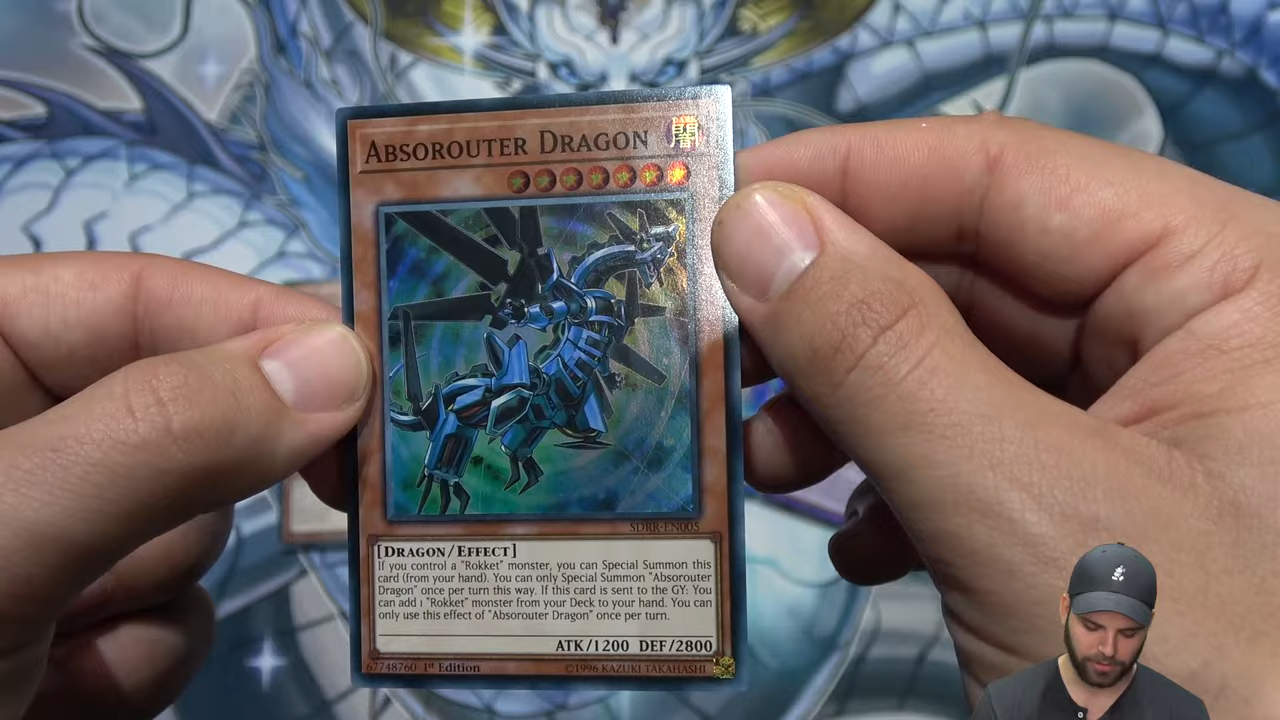 ABSOROUTER DRAGON
DARK
闇
SDRR-EN005
[DRAGON/EFFECT]
If you control a "Rokket" monster, you can Special Summon this
card (from your hand). You can only Special Summon "Absorouter
Dragon" once per turn this way. If this card is sent to the GY: You
can add 1 "Rokket" monster from your Deck to your hand. You can
only use this effect of "Absorouter Dragon" once per turn.
ATK/1200 DEF/2800
67748760 1st Edition ©1996 KAZUKI TAKAHASHI